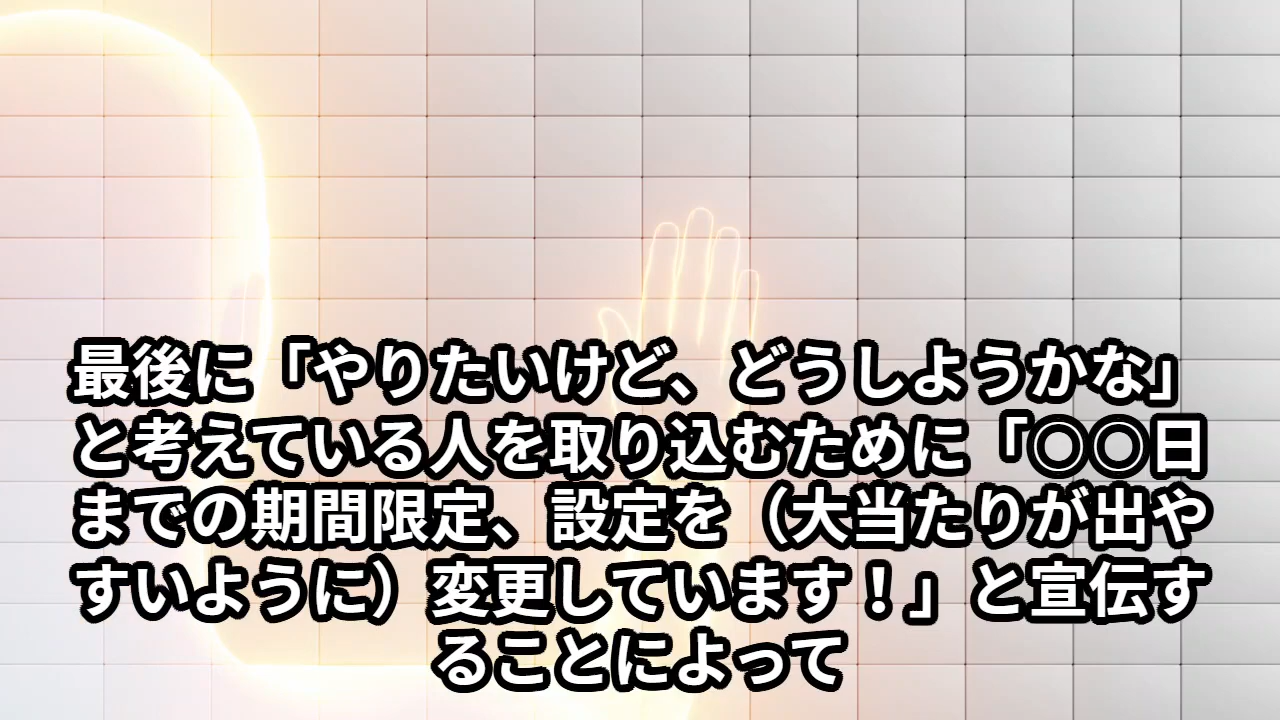 最後に「やりたいけど、どうしようかな」
と考えている人を取り込むために「○○日
までの期間限定、設定を（大当たりが出や
すいように）変更しています！」と宣伝す
ることによって